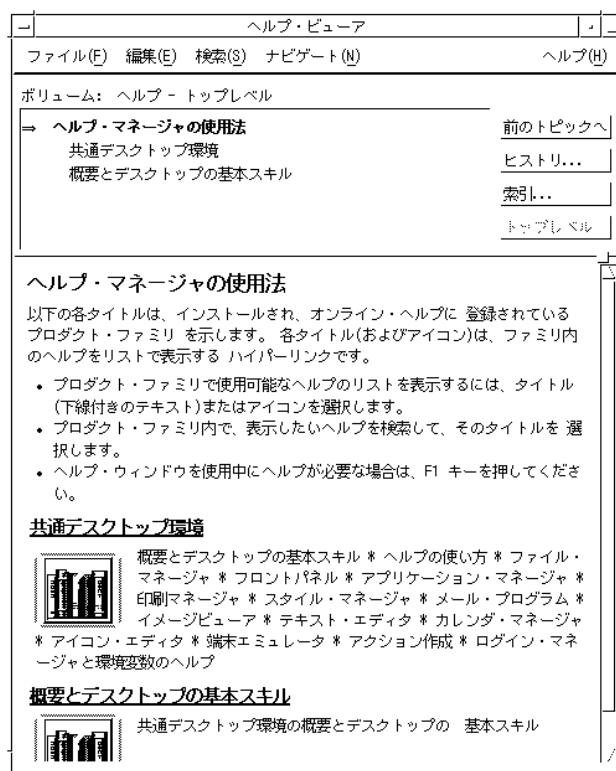 ヘルプ・ビューア
ファイル(F) 編集(E) 検索(S) ナビゲート(N) ヘルプ(H)
ボリューム: ヘルプ - トップレベル
⇒ ヘルプ・マネージャの使用法
共通デスクトップ環境
概要とデスクトップの基本スキル
前のトピックへ
ヒストリ...
索引...
トップレベル
ヘルプ・マネージャの使用法
以下の各タイトルは、インストールされ、オンライン・ヘルプに 登録されている
プロダクト・ファミリ を示します。 各タイトル(およびアイコン)は、ファミリ内
のヘルプをリストで表示する ハイパーリンクです。
• プロダクト・ファミリで使用可能なヘルプのリストを表示するには、タイトル
(下線付きのテキスト)またはアイコンを選択します。
• プロダクト・ファミリ内で、表示したいヘルプを検索して、そのタイトルを 選
択します。
• ヘルプ・ウィンドウを使用中にヘルプが必要な場合は、F1 キーを押してくださ
い。
共通デスクトップ環境
概要とデスクトップの基本スキル * ヘルプの使い方 * ファイル・
マネージャ * フロントパネル * アプリケーション・マネージャ *
印刷マネージャ * スタイル・マネージャ * メール・プログラム *
イメージビューア * テキスト・エディタ * カレンダ・マネージャ
* アイコン・エディタ * 端末エミュレータ * アクション作成 * ログイン・マネ
ージャと環境変数のヘルプ
概要とデスクトップの基本スキル
共通デスクトップ環境の概要とデスクトップの 基本スキル